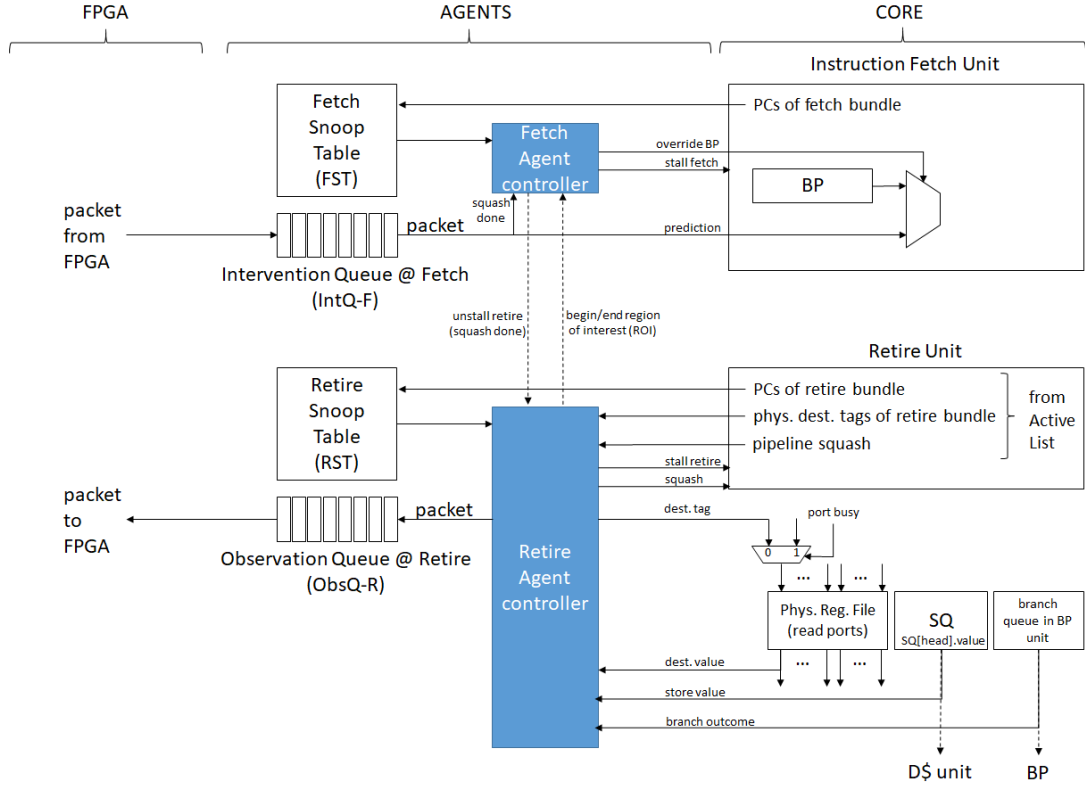 FPGA
AGENTS
CORE
Instruction Fetch Unit
Fetch
Snoop
Table
(FST)
PCs of fetch bundle
Fetch
Agent
controller
override BP
stall fetch
BP
packet
from
FPGA
squash
done
packet
prediction
Intervention Queue @ Fetch
(IntQ-F)
unstall retire
(squash done)
begin/end region
of interest (ROI)
Retire Unit
Retire
Snoop
Table
(RST)
PCs of retire bundle
phys. dest. tags of retire bundle
pipeline squash
from
Active
List
stall retire
squash
packet
to
FPGA
packet
dest. tag
port busy
Observation Queue @ Retire
(ObsQ-R)
Retire
Agent
controller
0 1
... ...
Phys. Reg. File
(read ports)
SQ
SQ[head].value
branch
queue in BP
unit
... ...
dest. value
store value
branch outcome
D$ unit
BP